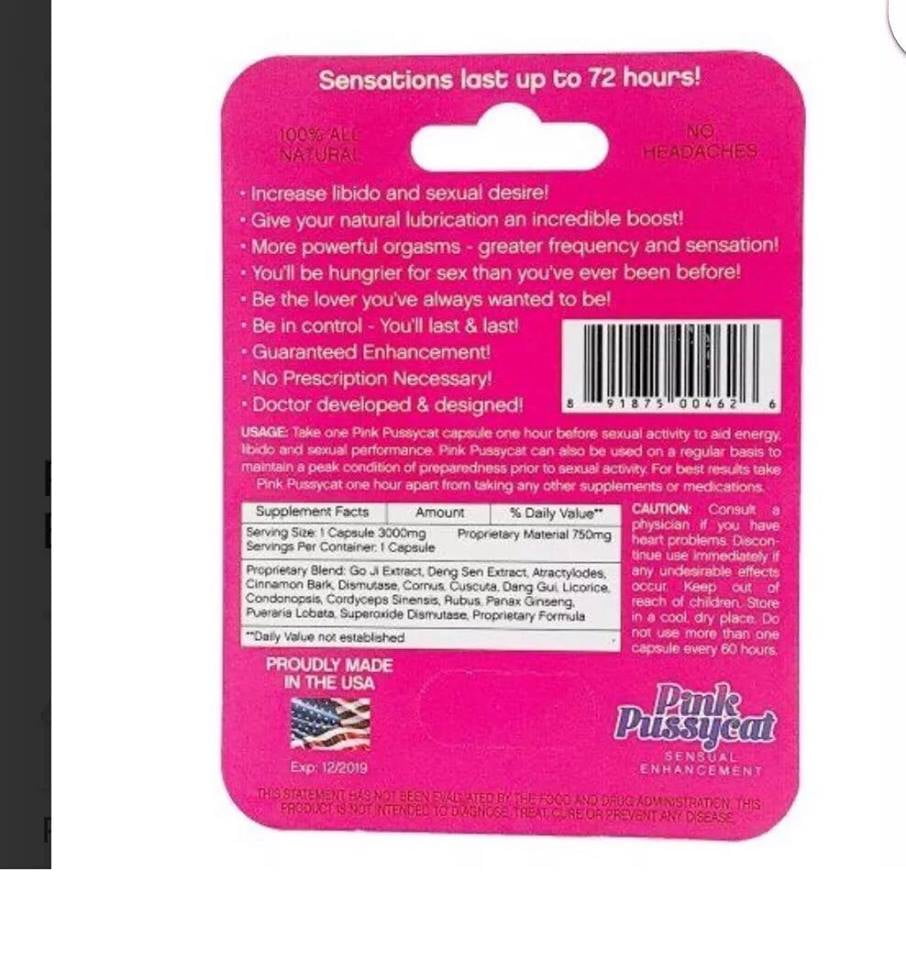 Sensations last up to 72 hours!
100% ALL
NATURAL
NO
HEADACHES
• Increase libido and sexual desire!
• Give your natural lubrication an incredible boost!
• More powerful orgasms - greater frequency and sensation!
• You'll be hungrier for sex than you've ever been before!
• Be the lover you've always wanted to be!
• Be in control - You'll last & last!
• Guaranteed Enhancement!
• No Prescription Necessary!
• Doctor developed & designed!
8 91875 00462 6
USAGE: Take one Pink Pussycat capsule one hour before sexual activity to aid energy,
libido and sexual performance. Pink Pussycat can also be used on a regular basis to
maintain a peak condition of preparedness prior to sexual activity. For best results take
Pink Pussycat one hour apart from taking any other supplements or medications.
Supplement Facts Amount % Daily Value**
Serving Size: 1 Capsule 3000mg Proprietary Material 750mg
Servings Per Container: 1 Capsule
Proprietary Blend: Go Ji Extract, Deng Sen Extract, Atractylodes,
Cinnamon Bark, Dismutase, Cornus, Cuscuta, Dang Gui, Licorice,
Condonopsis, Cordyceps Sinensis, Rubus, Panax Ginseng,
Pueraria Lobata, Superoxide Dismutase, Proprietary Formula
**Daily Value not established
CAUTION: Consult a
physician if you have
heart problems. Discon-
tinue use immediately if
any undesirable effects
occur. Keep out of
reach of children. Store
in a cool, dry place. Do
not use more than one
capsule every 60 hours.
PROUDLY MADE
IN THE USA
Exp: 12/2019
Pink
Pussycat
SENSUAL
ENHANCEMENT
THIS STATEMENT HAS NOT BEEN EVALUATED BY THE FOOD AND DRUG ADMINISTRATION. THIS
PRODUCT IS NOT INTENDED TO DIAGNOSE, TREAT, CURE OR PREVENT ANY DISEASE.